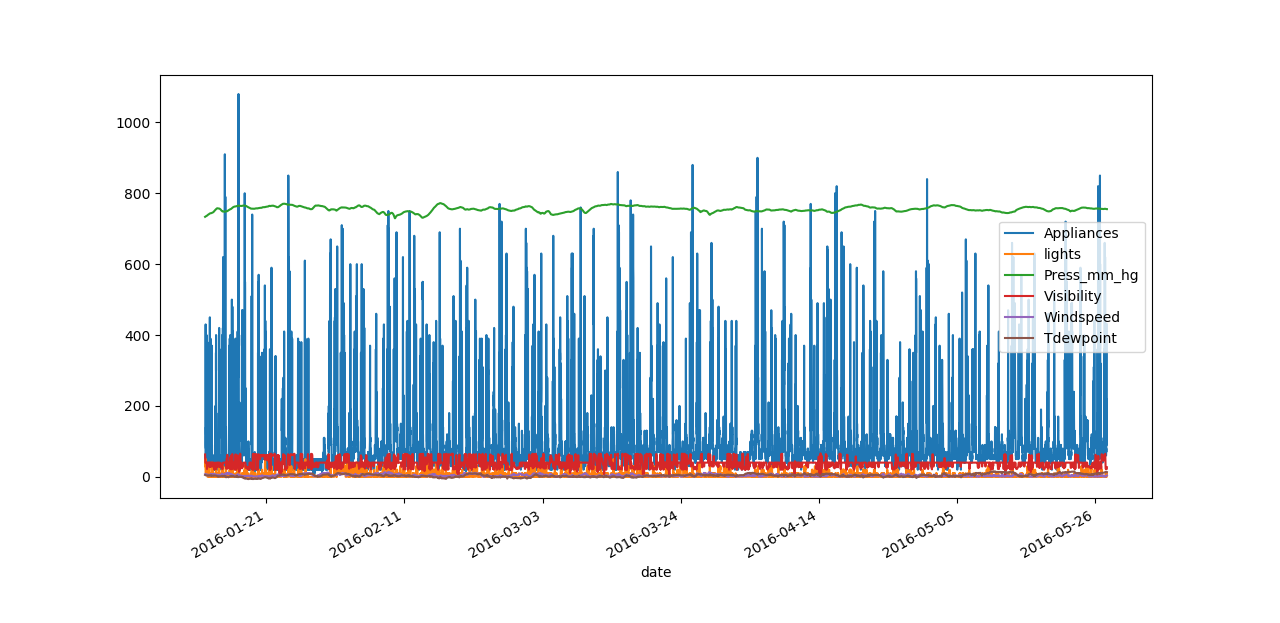 1000
800
600
400
200
0
Appliances
lights
Press_mm_hg
Visibility
Windspeed
Tdewpoint
2016-01-21
2016-02-11
2016-03-03
2016-03-24
2016-04-14
2016-05-05
2016-05-26
date